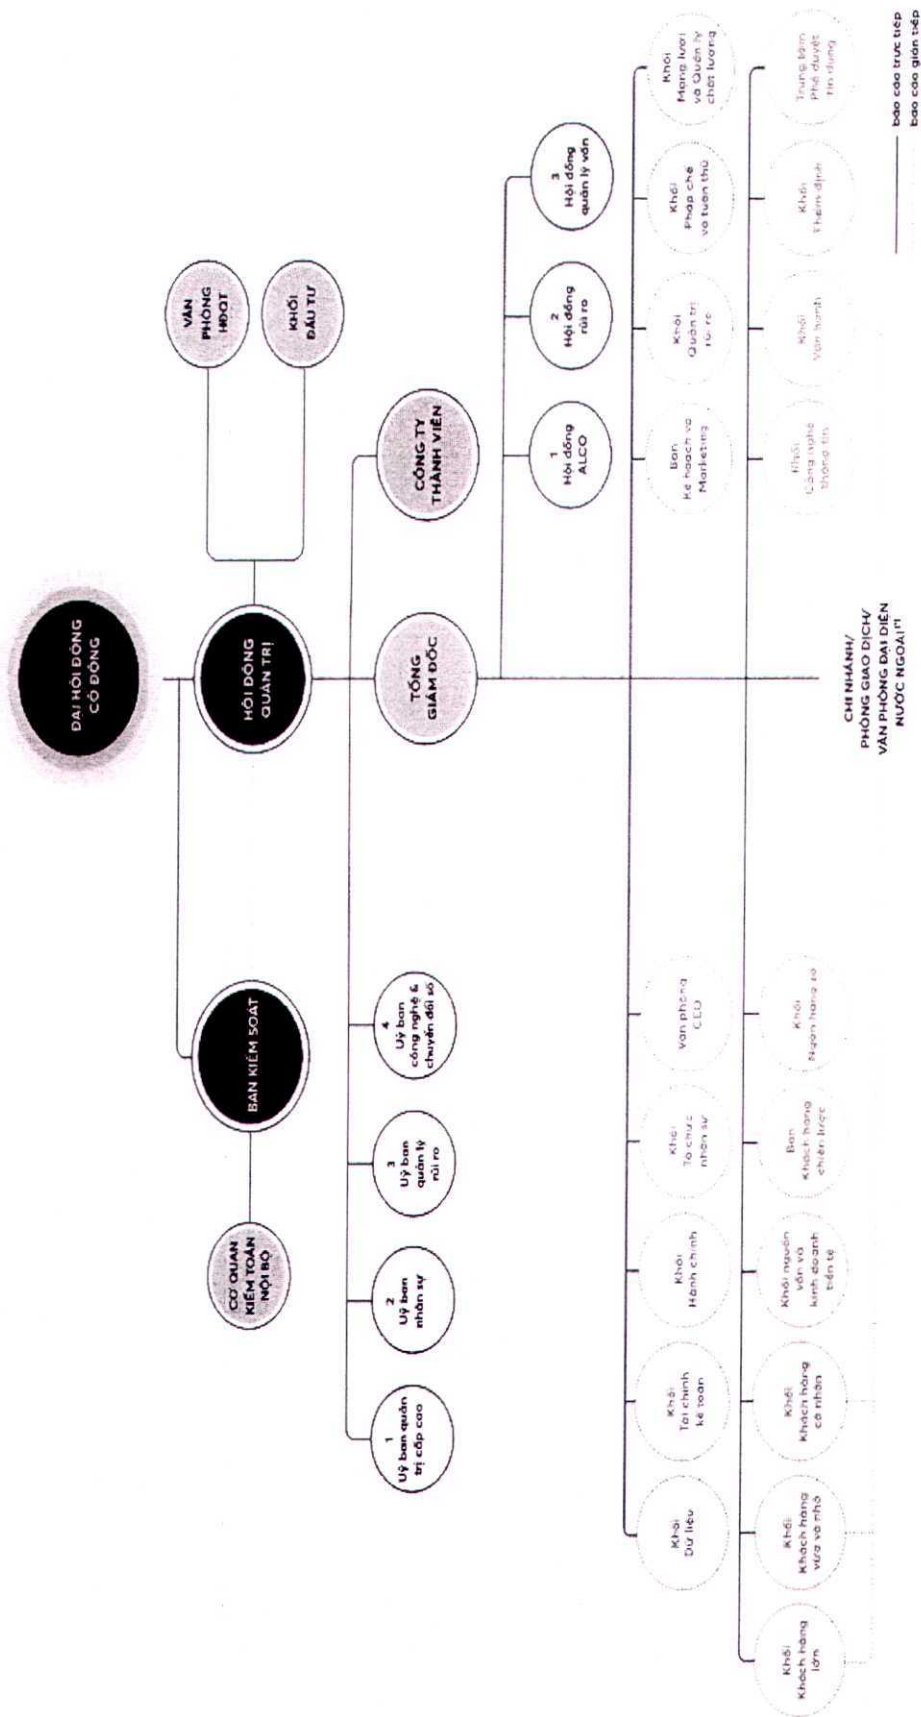 ĐẠI HỘI ĐỒNG
CỔ ĐÔNG
BAN KIỂM SOÁT
HỘI ĐỒNG
QUẢN TRỊ
CƠ QUAN
KIỂM TOÁN
NỘI BỘ
VĂN
PHÒNG
HĐQT
KHỐI
ĐẦU TƯ
1
Uỷ ban quản
trị cấp cao
2
Uỷ ban
nhân sự
3
Uỷ ban
quản lý
rủi ro
4
Uỷ ban
công nghệ &
chuyển đổi số
TỔNG
GIÁM ĐỐC
CÔNG TY
THÀNH VIÊN
1
Hội đồng
ALCO
2
Hội đồng
rủi ro
3
Hội đồng
quản lý vốn
Khối
Dữ liệu
Khối
Tài chính
kế toán
Khối
Hành chính
Khối
Tổ chức
nhân sự
Văn phòng
CEO
Ban
Kế hoạch và
Marketing
Khối
Quản trị
rủi ro
Khối
Pháp chế
và tuân thủ
Khối
Mạng lưới
và Quản lý
chất lượng
Khối
Khách hàng
lớn
Khối
Khách hàng
vừa và nhỏ
Khối
Khách hàng
cá nhân
Khối nguồn
vốn và
kinh doanh
tiền tệ
Ban
Khách hàng
chiến lược
Khối
Ngân hàng số
Khối
Công nghệ
thông tin
Khối
Vận hành
Khối
Thẩm định
Trung tâm
Phê duyệt
tín dụng
CHI NHÁNH/
PHÒNG GIAO DỊCH/
VĂN PHÒNG ĐẠI DIỆN
NƯỚC NGOÀI(*)
báo cáo trực tiếp
báo cáo gián tiếp